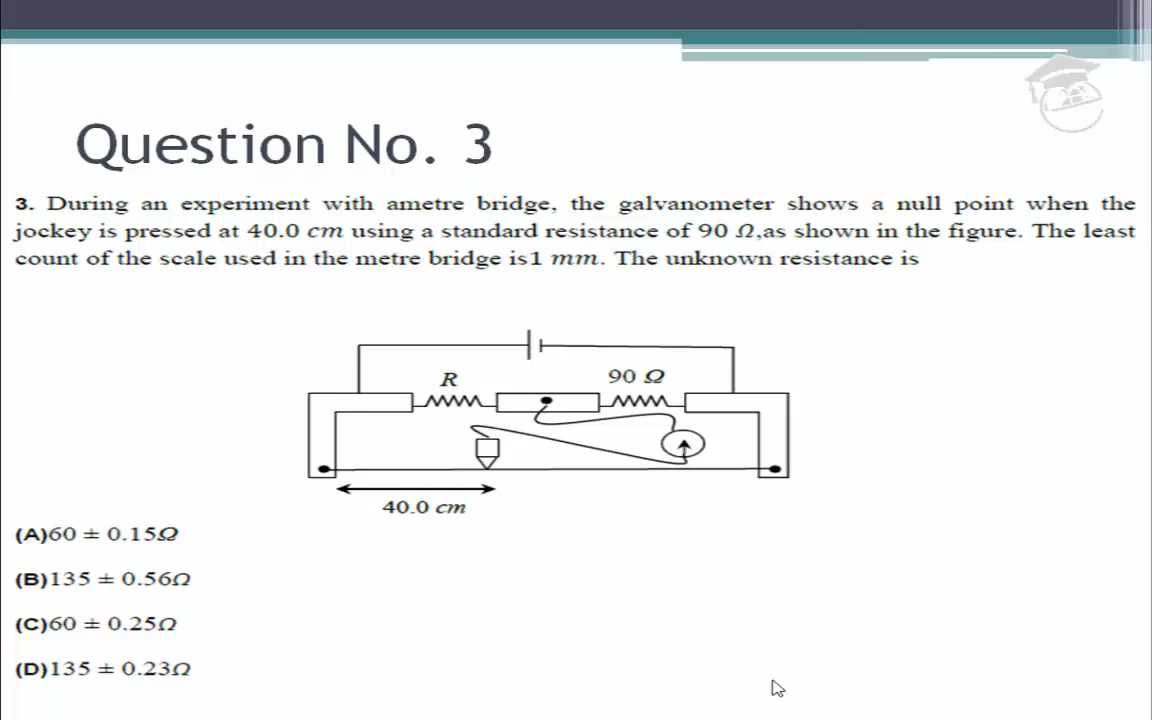 Question No. 3
3. During an experiment with ametre bridge, the galvanometer shows a null point when the
jockey is pressed at 40.0 cm using a standard resistance of 90 Ω,as shown in the figure. The least
count of the scale used in the metre bridge is1 mm. The unknown resistance is
R
90 Ω
40.0 cm
(A)60 ± 0.15Ω
(B)135 ± 0.56Ω
(C)60 ± 0.25Ω
(D)135 ± 0.23Ω